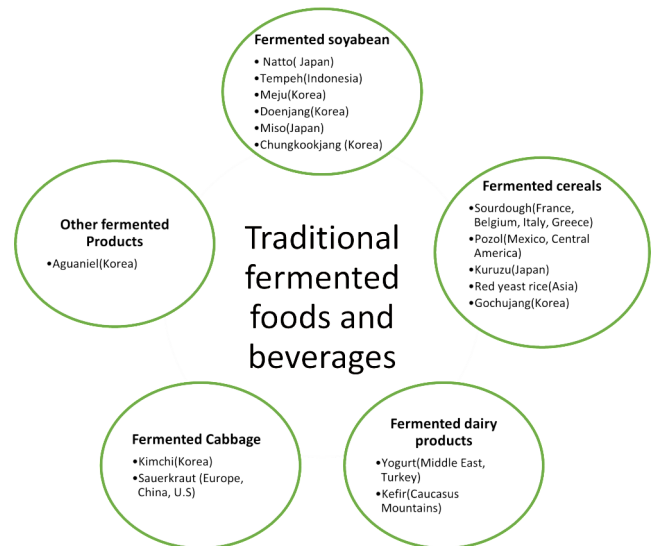 Fermented soyabean
• Natto( Japan)
•Tempeh(Indonesia)
•Meju(Korea)
•Doenjang(Korea)
•Miso(Japan)
•Chungkookjang (Korea)
Fermented cereals
•Sourdough(France,
Belgium, Italy, Greece)
•Pozol(Mexico, Central
America)
•Kuruzu(Japan)
•Red yeast rice(Asia)
•Gochujang(Korea)
Other fermented
Products
•Aguaniel(Korea)
Traditional
fermented
foods and
beverages
Fermented Cabbage
•Kimchi(Korea)
•Sauerkraut (Europe,
China, U.S)
Fermented dairy
products
•Yogurt(Middle East,
Turkey)
•Kefir(Caucasus
Mountains)